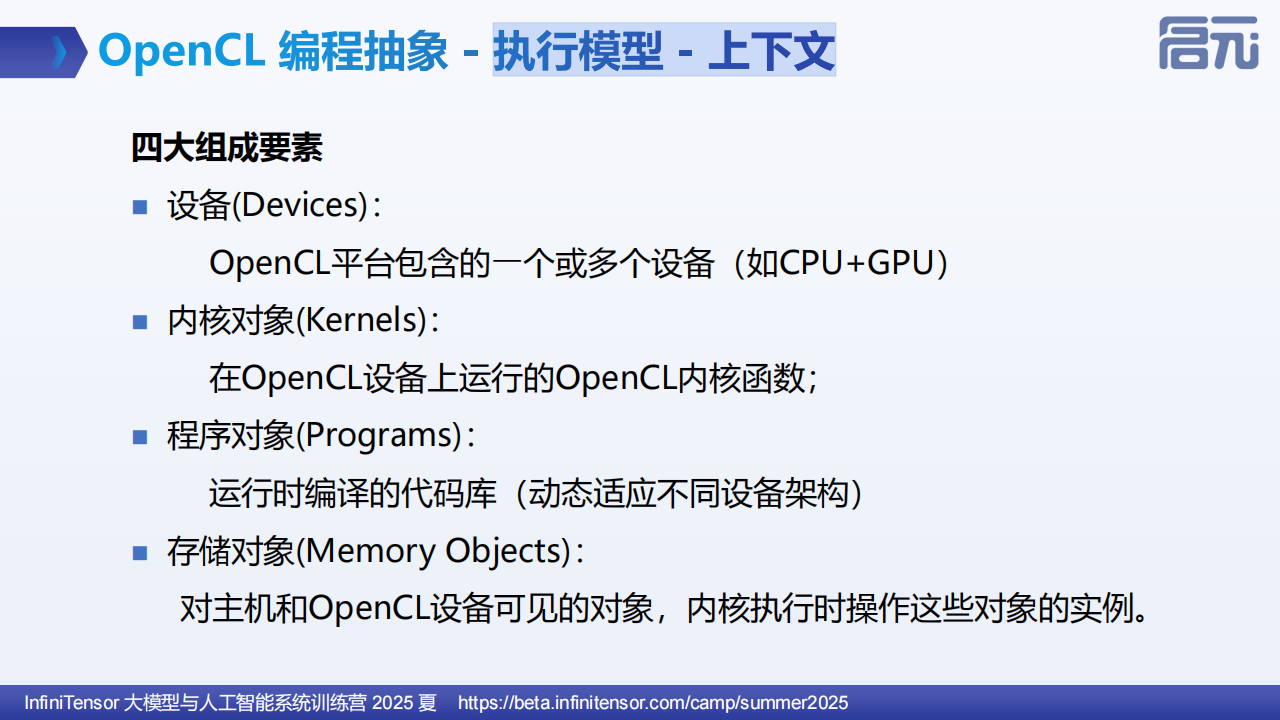 OpenCL 编程抽象 - 执行模型 - 上下文
启元
四大组成要素
设备(Devices)：
OpenCL平台包含的一个或多个设备（如CPU+GPU）
内核对象(Kernels)：
在OpenCL设备上运行的OpenCL内核函数；
程序对象(Programs)：
运行时编译的代码库（动态适应不同设备架构）
存储对象(Memory Objects)：
对主机和OpenCL设备可见的对象，内核执行时操作这些对象的实例。
InfiniTensor 大模型与人工智能系统训练营 2025 夏 https://beta.infinitensor.com/camp/summer2025